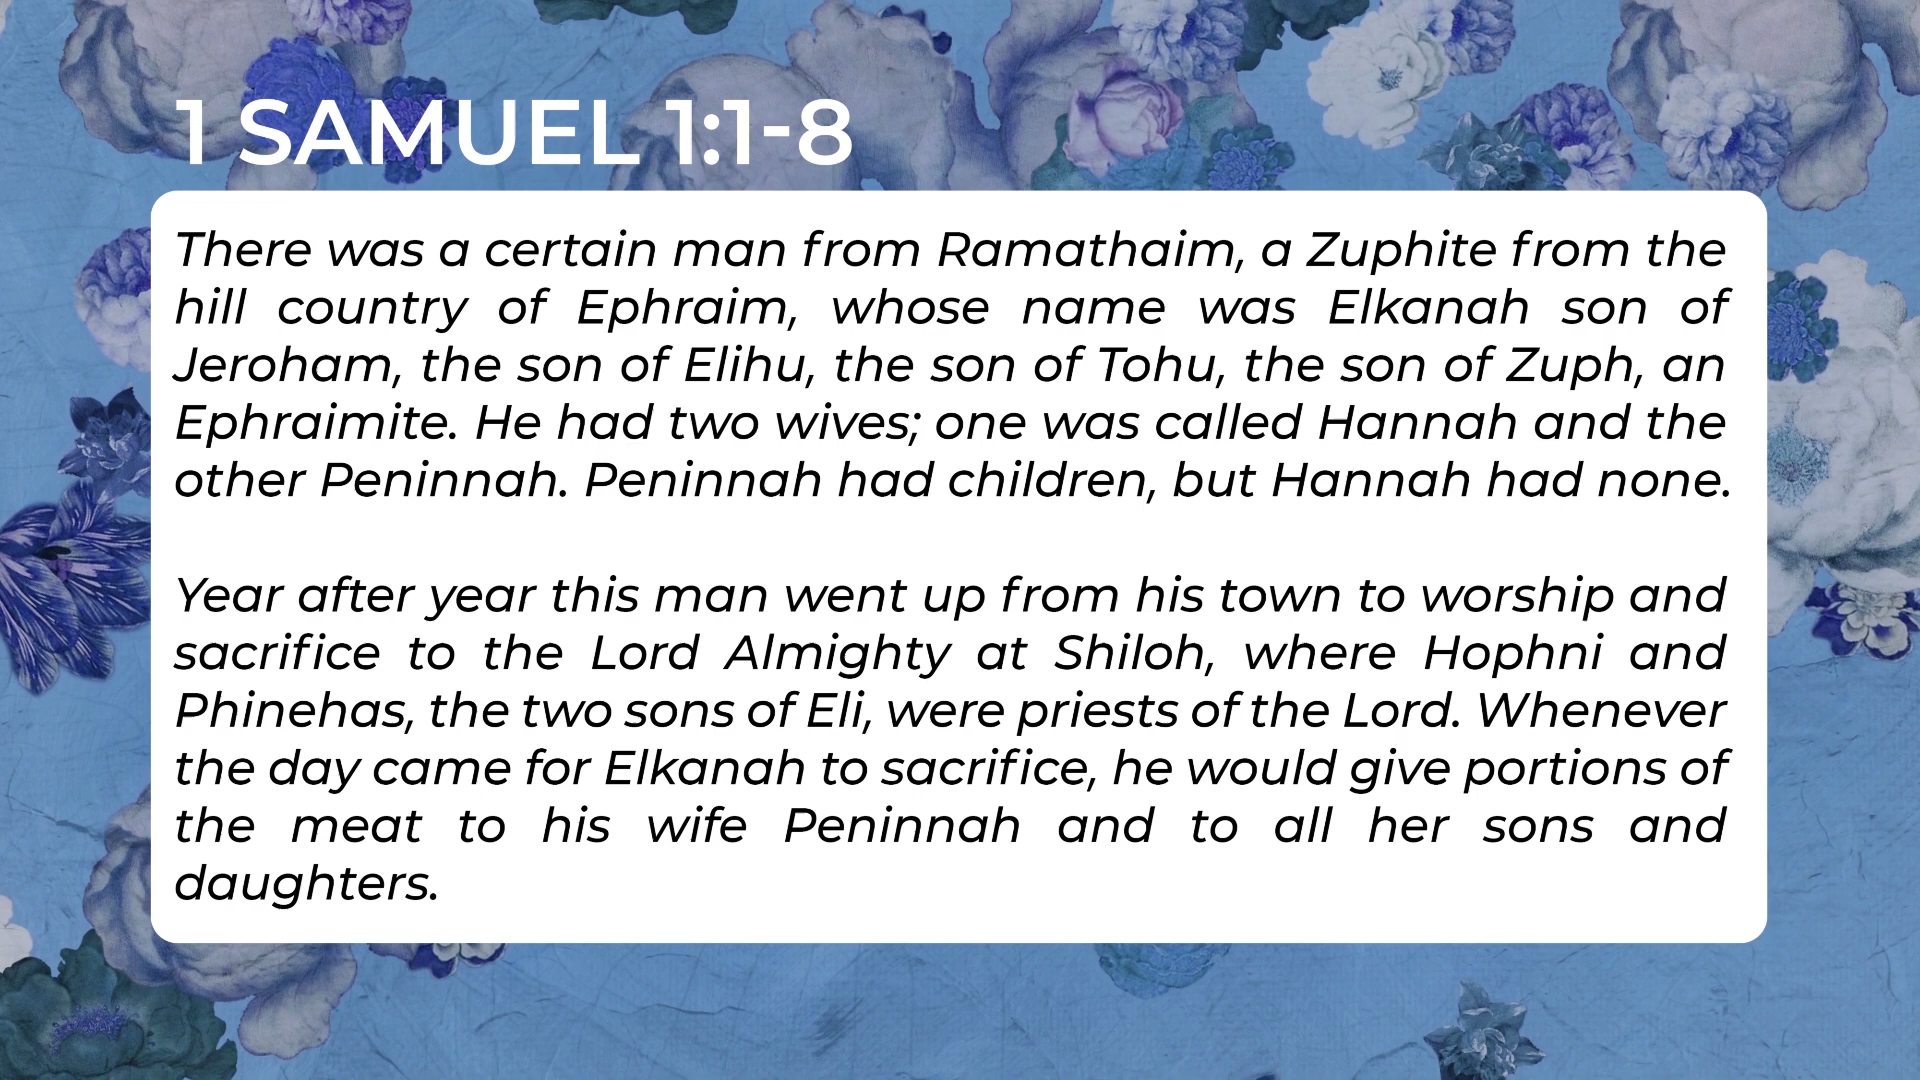 1 SAMUEL 1:1-8
There was a certain man from Ramathaim, a Zuphite from the
hill country of Ephraim, whose name was Elkanah son of
Jeroham, the son of Elihu, the son of Tohu, the son of Zuph, an
Ephraimite. He had two wives; one was called Hannah and the
other Peninnah. Peninnah had children, but Hannah had none.
Year after year this man went up from his town to worship and
sacrifice to the Lord Almighty at Shiloh, where Hophni and
Phinehas, the two sons of Eli, were priests of the Lord. Whenever
the day came for Elkanah to sacrifice, he would give portions of
the meat to his wife Peninnah and to all her sons and
daughters.